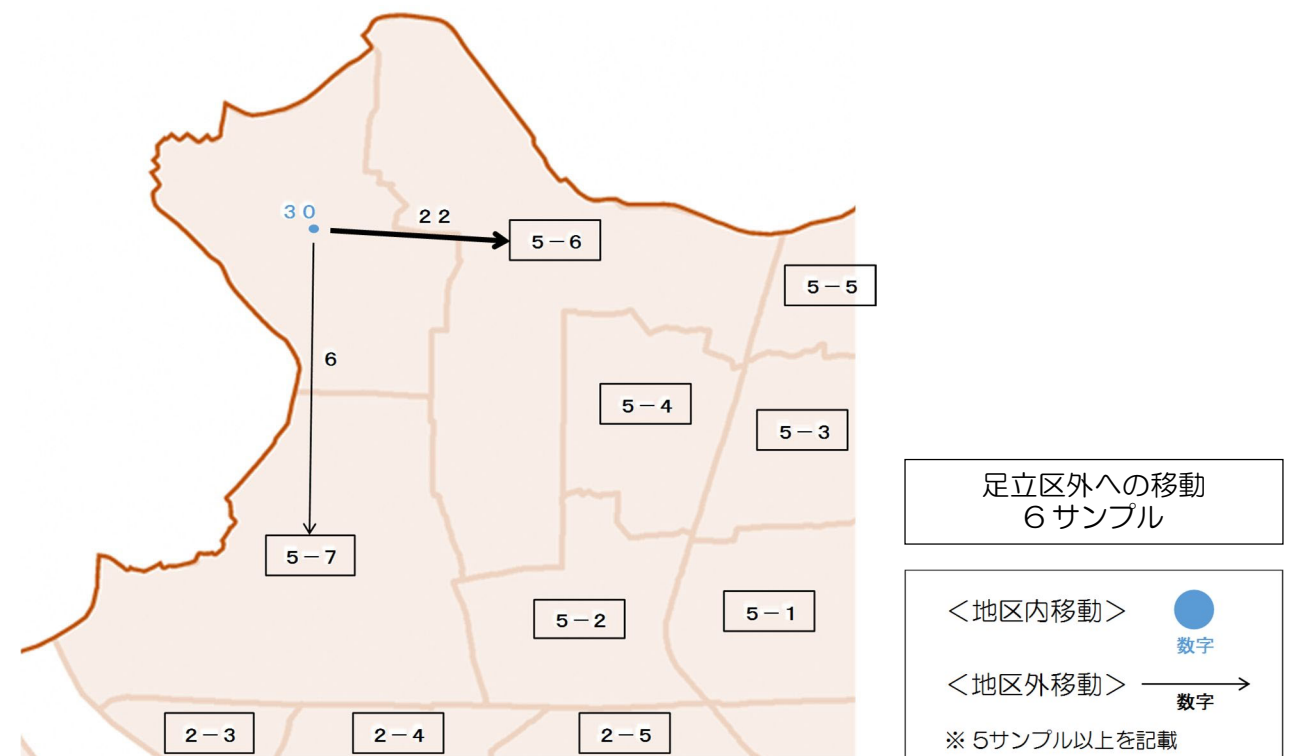 ３０
２２
５－６
５－５
６
５－４
５－３
足立区外への移動
６サンプル
５－７
５－２
５－１
＜地区内移動＞
数字
＜地区外移動＞
数字
２－３
２－４
２－５
※ 5サンプル以上を記載